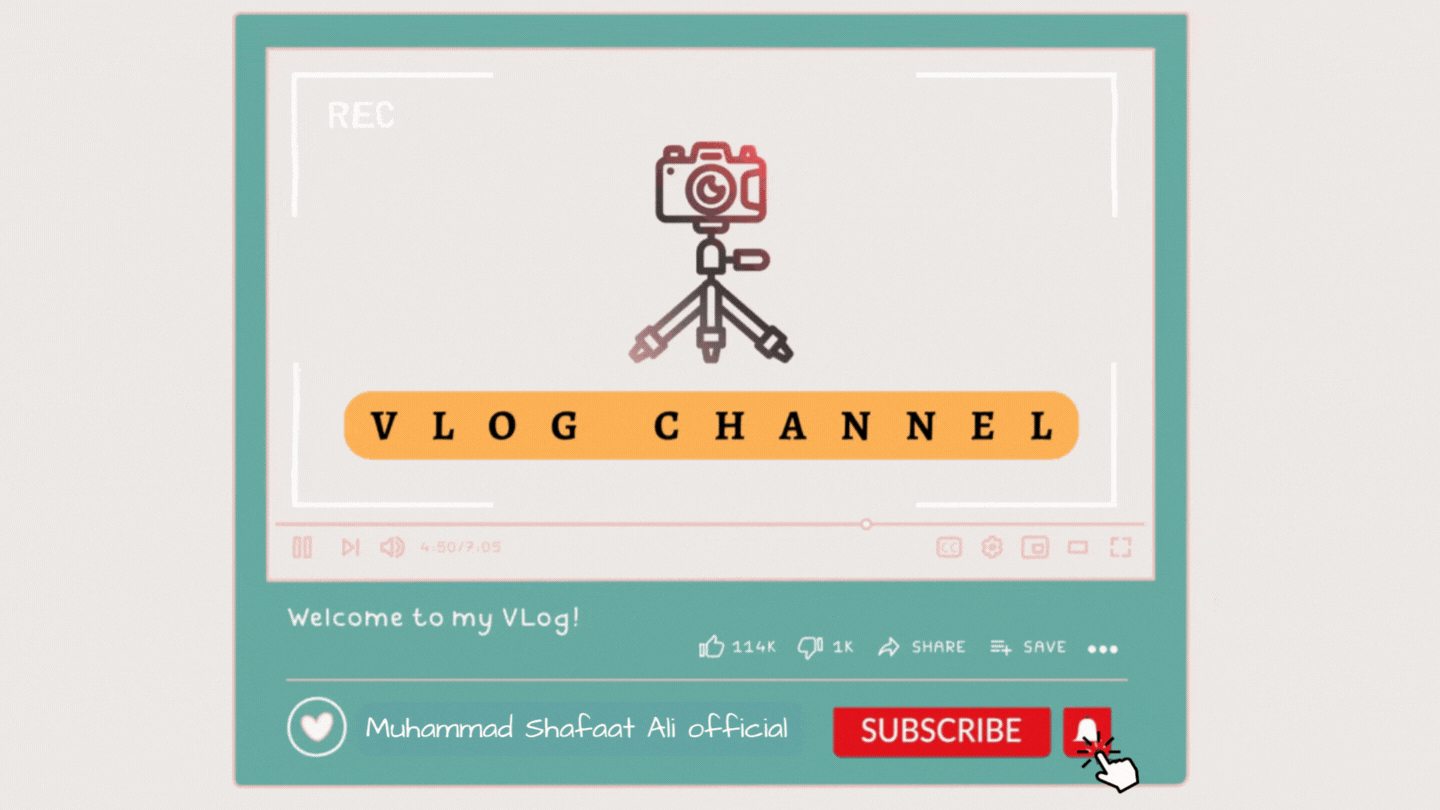 REC
VLOG CHANNEL
4:50/7:05
CC
Welcome to my VLog!
114K 1K SHARE SAVE
Muhammad Shafaat Ali official
SUBSCRIBE